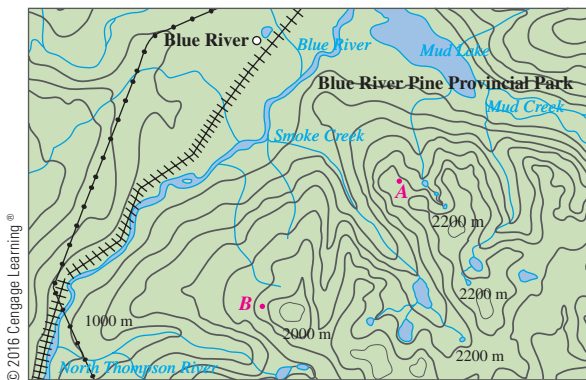 Blue River
Blue River
Mud Lake
Blue River Pine Provincial Park
Mud Creek
Smoke Creek
A
2200 m
2200 m
B
2000 m
1000 m
2200 m
North Thompson River
© 2016 Cengage Learning ®